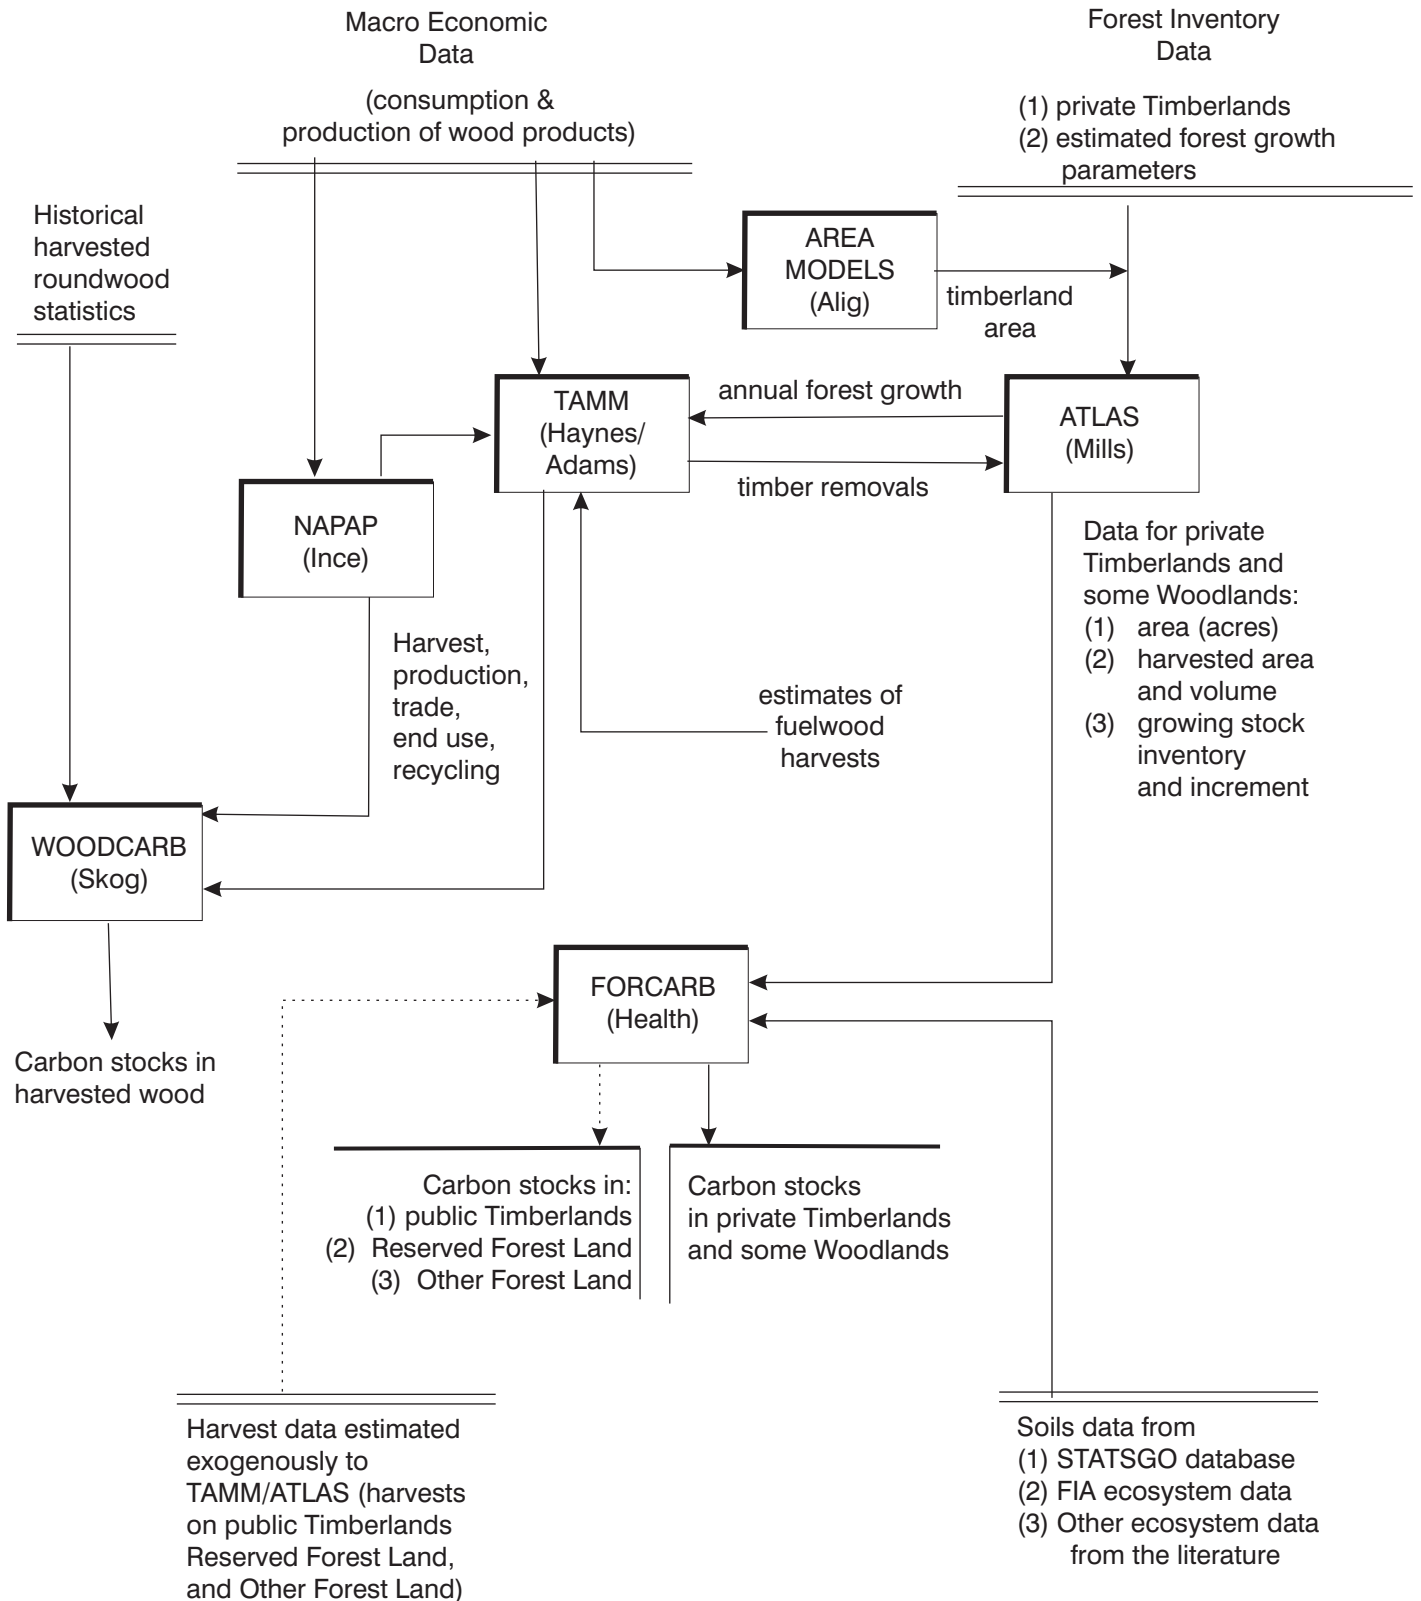 Macro Economic
Data
(consumption &
production of wood products)
Forest Inventory
Data
(1) private Timberlands
(2) estimated forest growth
parameters
Historical
harvested
roundwood
statistics
AREA
MODELS
(Alig)
timberland
area
TAMM
(Haynes/
Adams)
annual forest growth
timber removals
ATLAS
(Mills)
NAPAP
(Ince)
Harvest,
production,
trade,
end use,
recycling
estimates of
fuelwood
harvests
Data for private
Timberlands and
some Woodlands:
(1) area (acres)
(2) harvested area
and volume
(3) growing stock
inventory
and increment
WOODCARB
(Skog)
Carbon stocks in
harvested wood
FORCARB
(Health)
Carbon stocks in:
(1) public Timberlands
(2) Reserved Forest Land
(3) Other Forest Land
Carbon stocks
in private Timberlands
and some Woodlands
Harvest data estimated
exogenously to
TAMM/ATLAS (harvests
on public Timberlands
Reserved Forest Land,
and Other Forest Land)
Soils data from
(1) STATSGO database
(2) FIA ecosystem data
(3) Other ecosystem data
from the literature